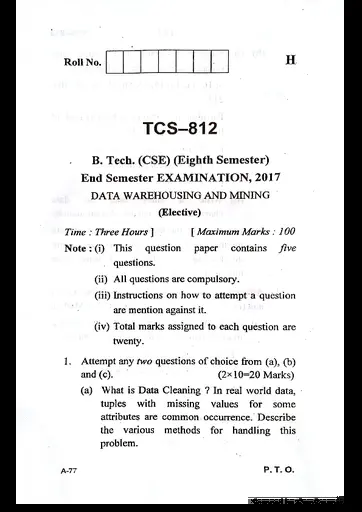 Roll No.
H
TCS–812
B. Tech. (CSE) (Eighth Semester)
End Semester EXAMINATION, 2017
DATA WAREHOUSING AND MINING
(Elective)
Time : Three Hours ] [ Maximum Marks : 100
Note : (i) This question paper contains five
questions.
(ii) All questions are compulsory.
(iii) Instructions on how to attempt a question
are mention against it.
(iv) Total marks assigned to each question are
twenty.
1. Attempt any two questions of choice from (a), (b)
and (c). (2×10=20 Marks)
(a) What is Data Cleaning ? In real world data,
tuples with missing values for some
attributes are common occurrence. Describe
the various methods for handling this
problem.
A-77 P. T. O.